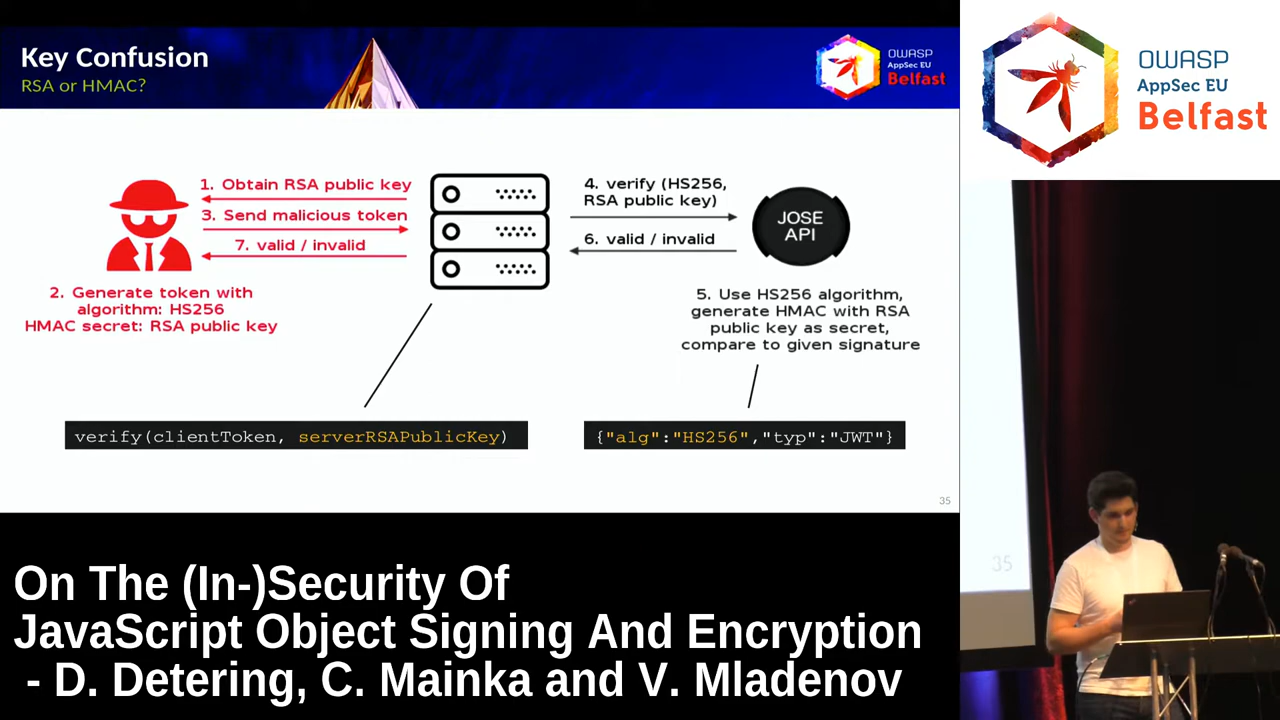 Key Confusion
RSA or HMAC?
OWASP
AppSec EU
Belfast
OWASP
AppSec EU
Belfast
1. Obtain RSA public key
3. Send malicious token
7. valid / invalid
2. Generate token with
algorithm: HS256
HMAC secret: RSA public key
4. verify (HS256,
RSA public key)
6. valid / invalid
JOSE
API
5. Use HS256 algorithm,
generate HMAC with RSA
public key as secret,
compare to given signature
verify(clientToken, serverRSAPublicKey)
{"alg":"HS256","typ":"JWT"}
35
35
On The (In-)Security Of
JavaScript Object Signing And Encryption
- D. Detering, C. Mainka and V. Mladenov